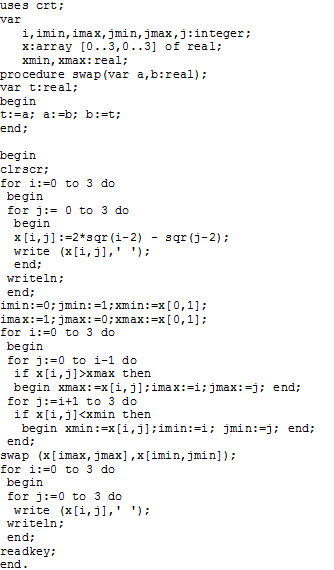 uses crt;
var
   i,imin,imax,jmin,jmax,j:integer;
   x:array [0..3,0..3] of real;
   xmin,xmax:real;
procedure swap(var a,b:real);
var t:real;
begin
t:=a; a:=b; b:=t;
end;

begin
clrscr;
for i:=0 to 3 do
 begin
 for j:= 0 to 3 do
  begin
  x[i,j]:=2*sqr(i-2) - sqr(j-2);
  write (x[i,j],' ');
  end;
 writeln;
 end;
imin:=0;jmin:=1;xmin:=x[0,1];
imax:=1;jmax:=0;xmax:=x[0,1];
for i:=0 to 3 do
 begin
 for j:=0 to i-1 do
  if x[i,j]>xmax then
  begin xmax:=x[i,j];imax:=i;jmax:=j; end;
 for j:=i+1 to 3 do
  if x[i,j]<xmin then
   begin xmin:=x[i,j];imin:=i; jmin:=j; end;
 end;
swap (x[imax,jmax],x[imin,jmin]);
for i:=0 to 3 do
 begin
 for j:=0 to 3 do
  write (x[i,j],' ');
 writeln;
 end;
readkey;
end.